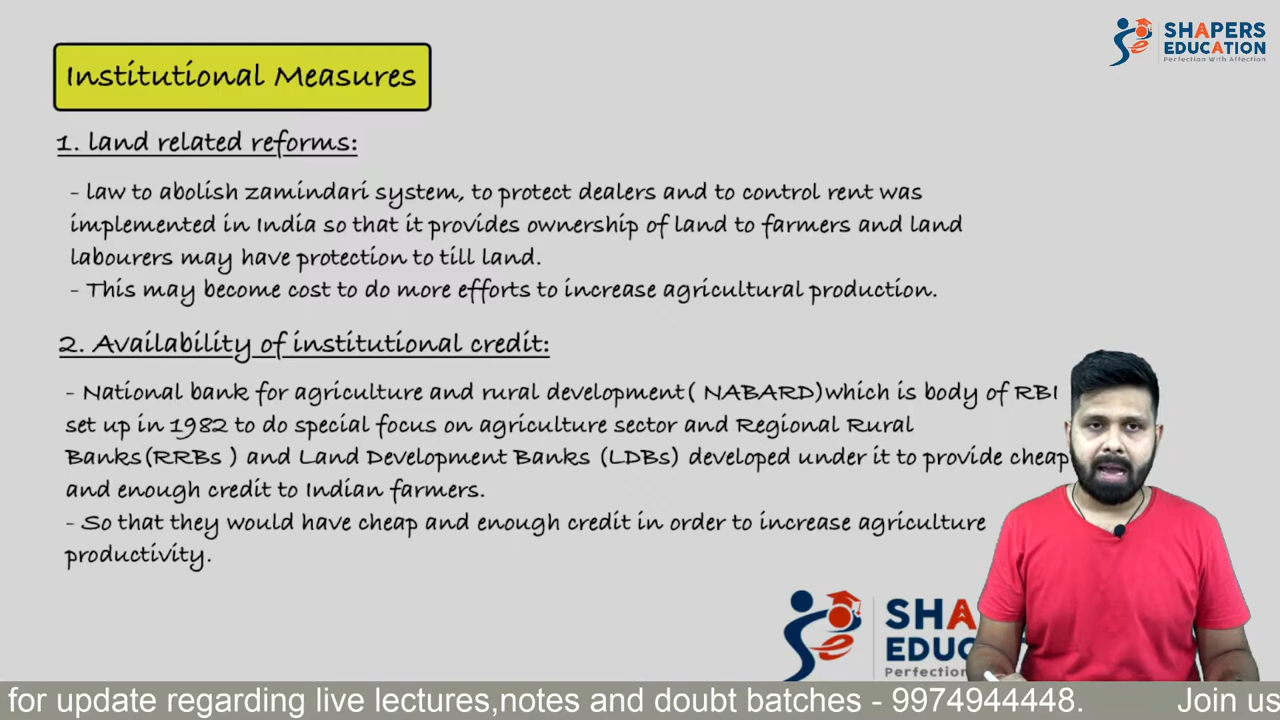 SHAPERS
EDUCATION
Perfection With Affection
Institutional Measures
1. land related reforms:
- law to abolish zamindari system, to protect dealers and to control rent was
implemented in India so that it provides ownership of land to farmers and land
labourers may have protection to till land.
- This may become cost to do more efforts to increase agricultural production.
2. Availability of institutional credit:
- National bank for agriculture and rural development( NABARD)which is body of RBI
set up in 1982 to do special focus on agriculture sector and Regional Rural
Banks(RRBs ) and Land Development Banks (LDBs) developed under it to provide cheap
and enough credit to Indian farmers.
- So that they would have cheap and enough credit in order to increase agriculture
productivity.
SHA
EDUC
Perfection
for update regarding live lectures,notes and doubt batches - 9974944448. Join us